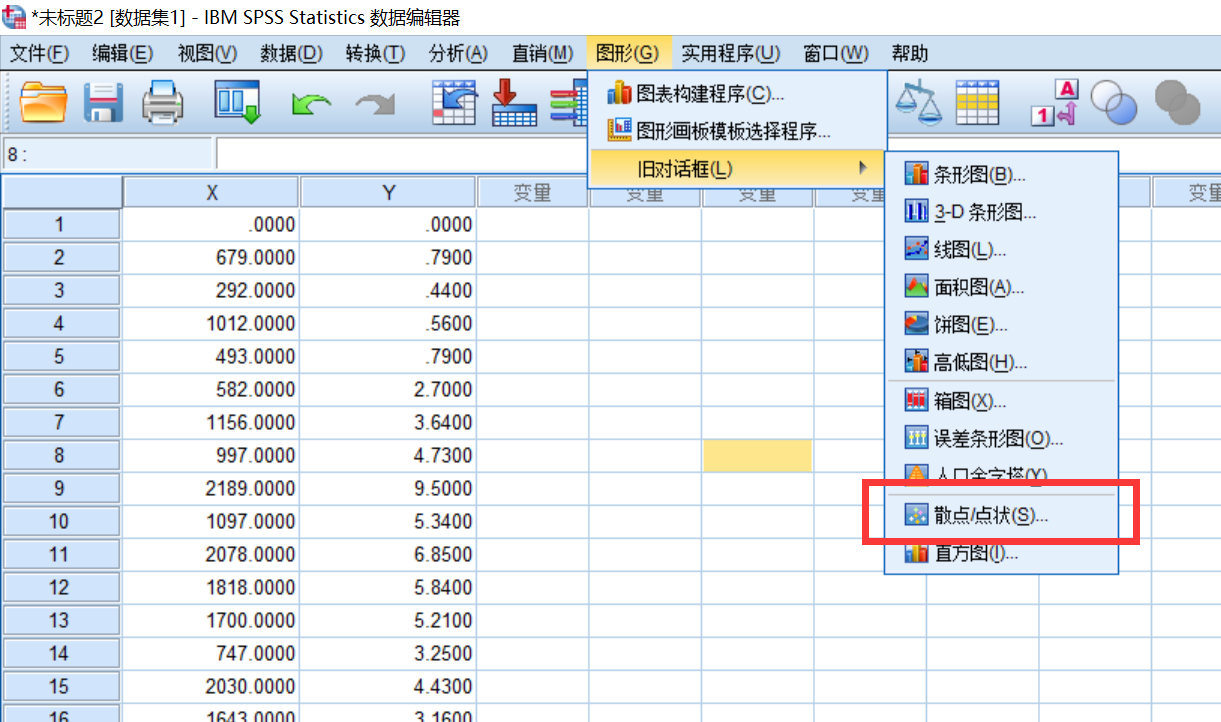 *未标题2 [数据集1] - IBM SPSS Statistics 数据编辑器
文件(F) 编辑(E) 视图(V) 数据(D) 转换(T) 分析(A) 直销(M) 图形(G) 实用程序(U) 窗口(W) 帮助
图表构建程序(C)...
图形画板模板选择程序...
旧对话框(L)
A
1
8 :
条形图(B)...
3-D 条形图...
线图(L)...
面积图(A)...
饼图(E)...
高低图(H)...
箱图(X)...
误差条形图(O)...
人口金字塔(Y)
散点/点状(S)...
直方图(I)...
X Y 变量 变量 变量 变量 变量
1 .0000 .0000
2 679.0000 .7900
3 292.0000 .4400
4 1012.0000 .5600
5 493.0000 .7900
6 582.0000 2.7000
7 1156.0000 3.6400
8 997.0000 4.7300
9 2189.0000 9.5000
10 1097.0000 5.3400
11 2078.0000 6.8500
12 1818.0000 5.8400
13 1700.0000 5.2100
14 747.0000 3.2500
15 2030.0000 4.4300
16 1643.0000 3.1600